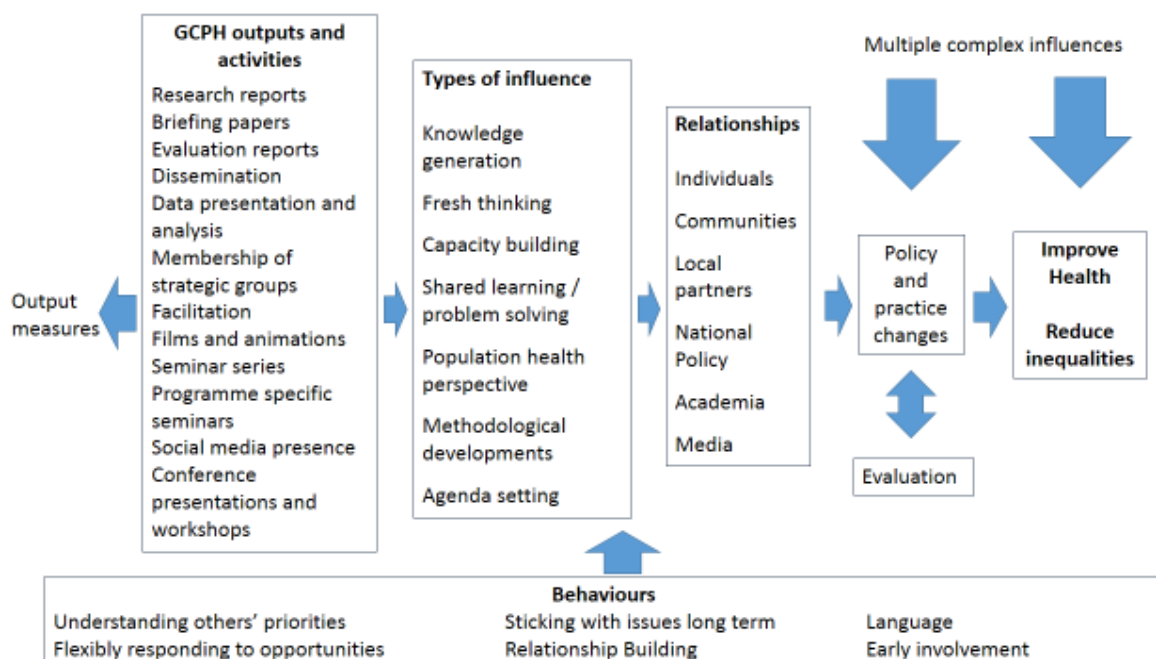 Output
measures
GCPH outputs and
activities
Research reports
Briefing papers
Evaluation reports
Dissemination
Data presentation and
analysis
Membership of
strategic groups
Facilitation
Films and animations
Seminar series
Programme specific
seminars
Social media presence
Conference
presentations and
workshops
Types of influence
Knowledge
generation
Fresh thinking
Capacity building
Shared learning /
problem solving
Population health
perspective
Methodological
developments
Agenda setting
Relationships
Individuals
Communities
Local
partners
National
Policy
Academia
Media
Multiple complex influences
Policy
and
practice
changes
Evaluation
Improve
Health
Reduce
inequalities
Behaviours
Understanding others’ priorities
Sticking with issues long term
Language
Flexibly responding to opportunities
Relationship Building
Early involvement